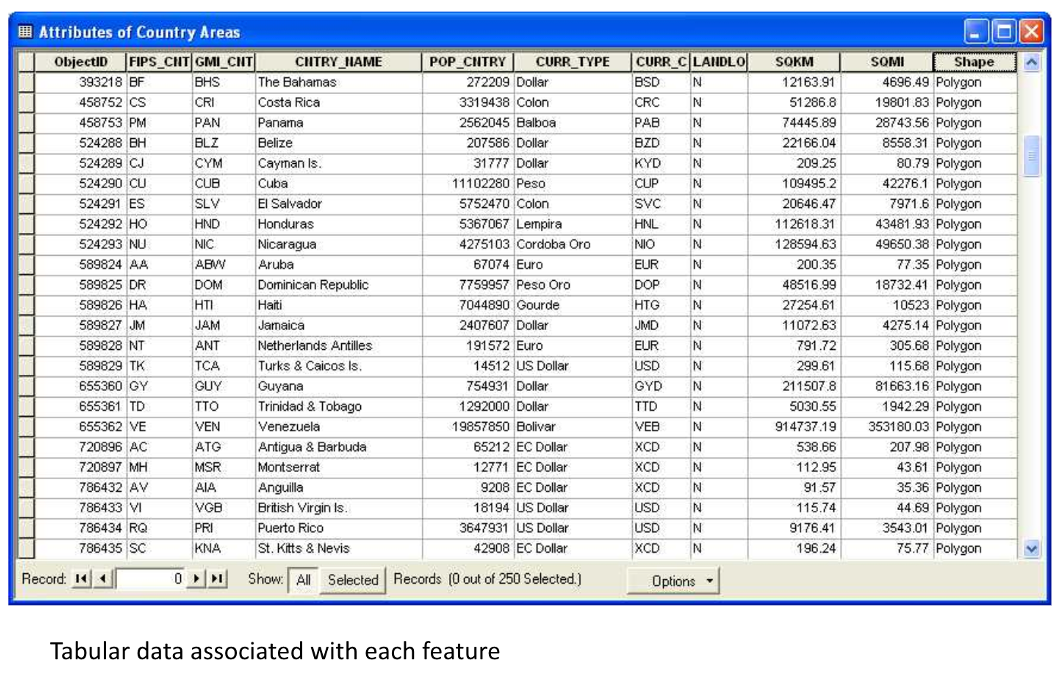 Attributes of Country Areas
ObjectID FIPS_CNT GMI_CNT CNTRY_NAME POP_CNTRY CURR_TYPE CURR_C LANDLO SQKM SQMI Shape
393218 BF BHS The Bahamas 272209 Dollar BSD N 12163.91 4696.49 Polygon
458752 CS CRI Costa Rica 3319438 Colon CRC N 51286.8 19801.83 Polygon
458753 PM PAN Panama 2562045 Balboa PAB N 74445.89 28743.56 Polygon
524288 BH BLZ Belize 207586 Dollar BZD N 22166.04 8558.31 Polygon
524289 CJ CYM Cayman Is. 31777 Dollar KYD N 209.25 80.79 Polygon
524290 CU CUB Cuba 11102280 Peso CUP N 109495.2 42276.1 Polygon
524291 ES SLV El Salvador 5752470 Colon SVC N 20646.47 7971.6 Polygon
524292 HO HND Honduras 5367067 Lempira HNL N 112618.31 43481.93 Polygon
524293 NU NIC Nicaragua 4275103 Cordoba Oro NIO N 128594.63 49650.38 Polygon
589824 AA ABW Aruba 67074 Euro EUR N 200.35 77.35 Polygon
589825 DR DOM Dominican Republic 7759957 Peso Oro DOP N 48516.99 18732.41 Polygon
589826 HA HTI Haiti 7044890 Gourde HTG N 27254.61 10523 Polygon
589827 JM JAM Jamaica 2407607 Dollar JMD N 11072.63 4275.14 Polygon
589828 NT ANT Netherlands Antilles 191572 Euro EUR N 791.72 305.68 Polygon
589829 TK TCA Turks & Caicos Is. 14512 US Dollar USD N 299.61 115.68 Polygon
655360 GY GUY Guyana 754931 Dollar GYD N 211507.8 81663.16 Polygon
655361 TD TTO Trinidad & Tobago 1292000 Dollar TTD N 5030.55 1942.29 Polygon
655362 VE VEN Venezuela 19857850 Bolivar VEB N 914737.19 353180.03 Polygon
720896 AC ATG Antigua & Barbuda 65212 EC Dollar XCD N 538.66 207.98 Polygon
720897 MH MSR Montserrat 12771 EC Dollar XCD N 112.95 43.61 Polygon
786432 AV AIA Anguilla 9208 EC Dollar XCD N 91.57 35.36 Polygon
786433 VI VGB British Virgin Is. 18194 US Dollar USD N 115.74 44.69 Polygon
786434 RQ PRI Puerto Rico 3647931 US Dollar USD N 9176.41 3543.01 Polygon
786435 SC KNA St. Kitts & Nevis 42908 EC Dollar XCD N 196.24 75.77 Polygon
Record: 0 Show: All Selected Records (0 out of 250 Selected.) Options
Tabular data associated with each feature